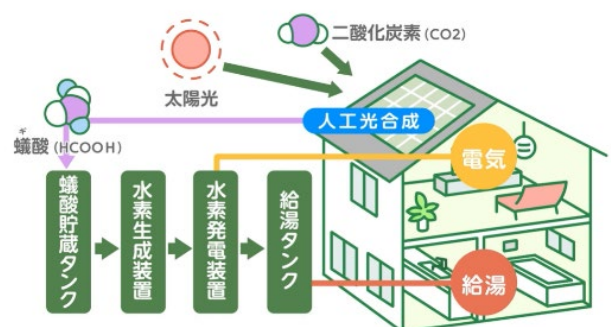 二酸化炭素(CO2)
太陽光
人工光合成
ギ
蟻酸(HCOOH)
電気
蟻酸貯蔵タンク
水素生成装置
水素発電装置
給湯タンク
給湯